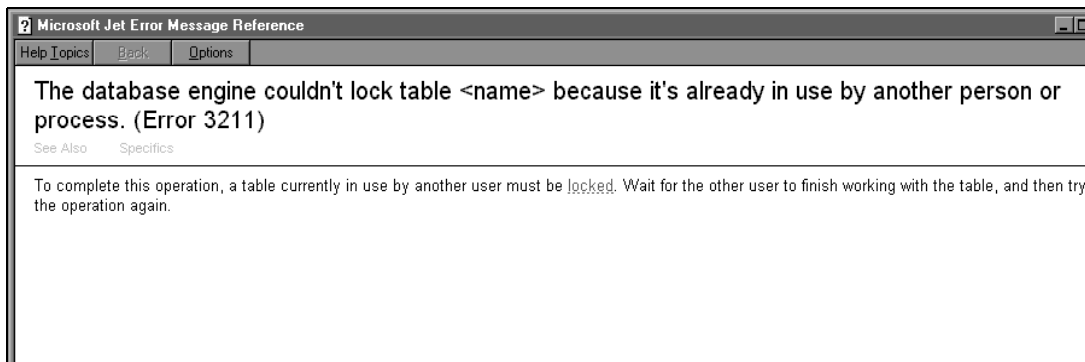 Microsoft Jet Error Message Reference
Help Topics Back Options
The database engine couldn't lock table <name> because it's already in use by another person or
process. (Error 3211)
See Also Specifics
To complete this operation, a table currently in use by another user must be locked. Wait for the other user to finish working with the table, and then try
the operation again.